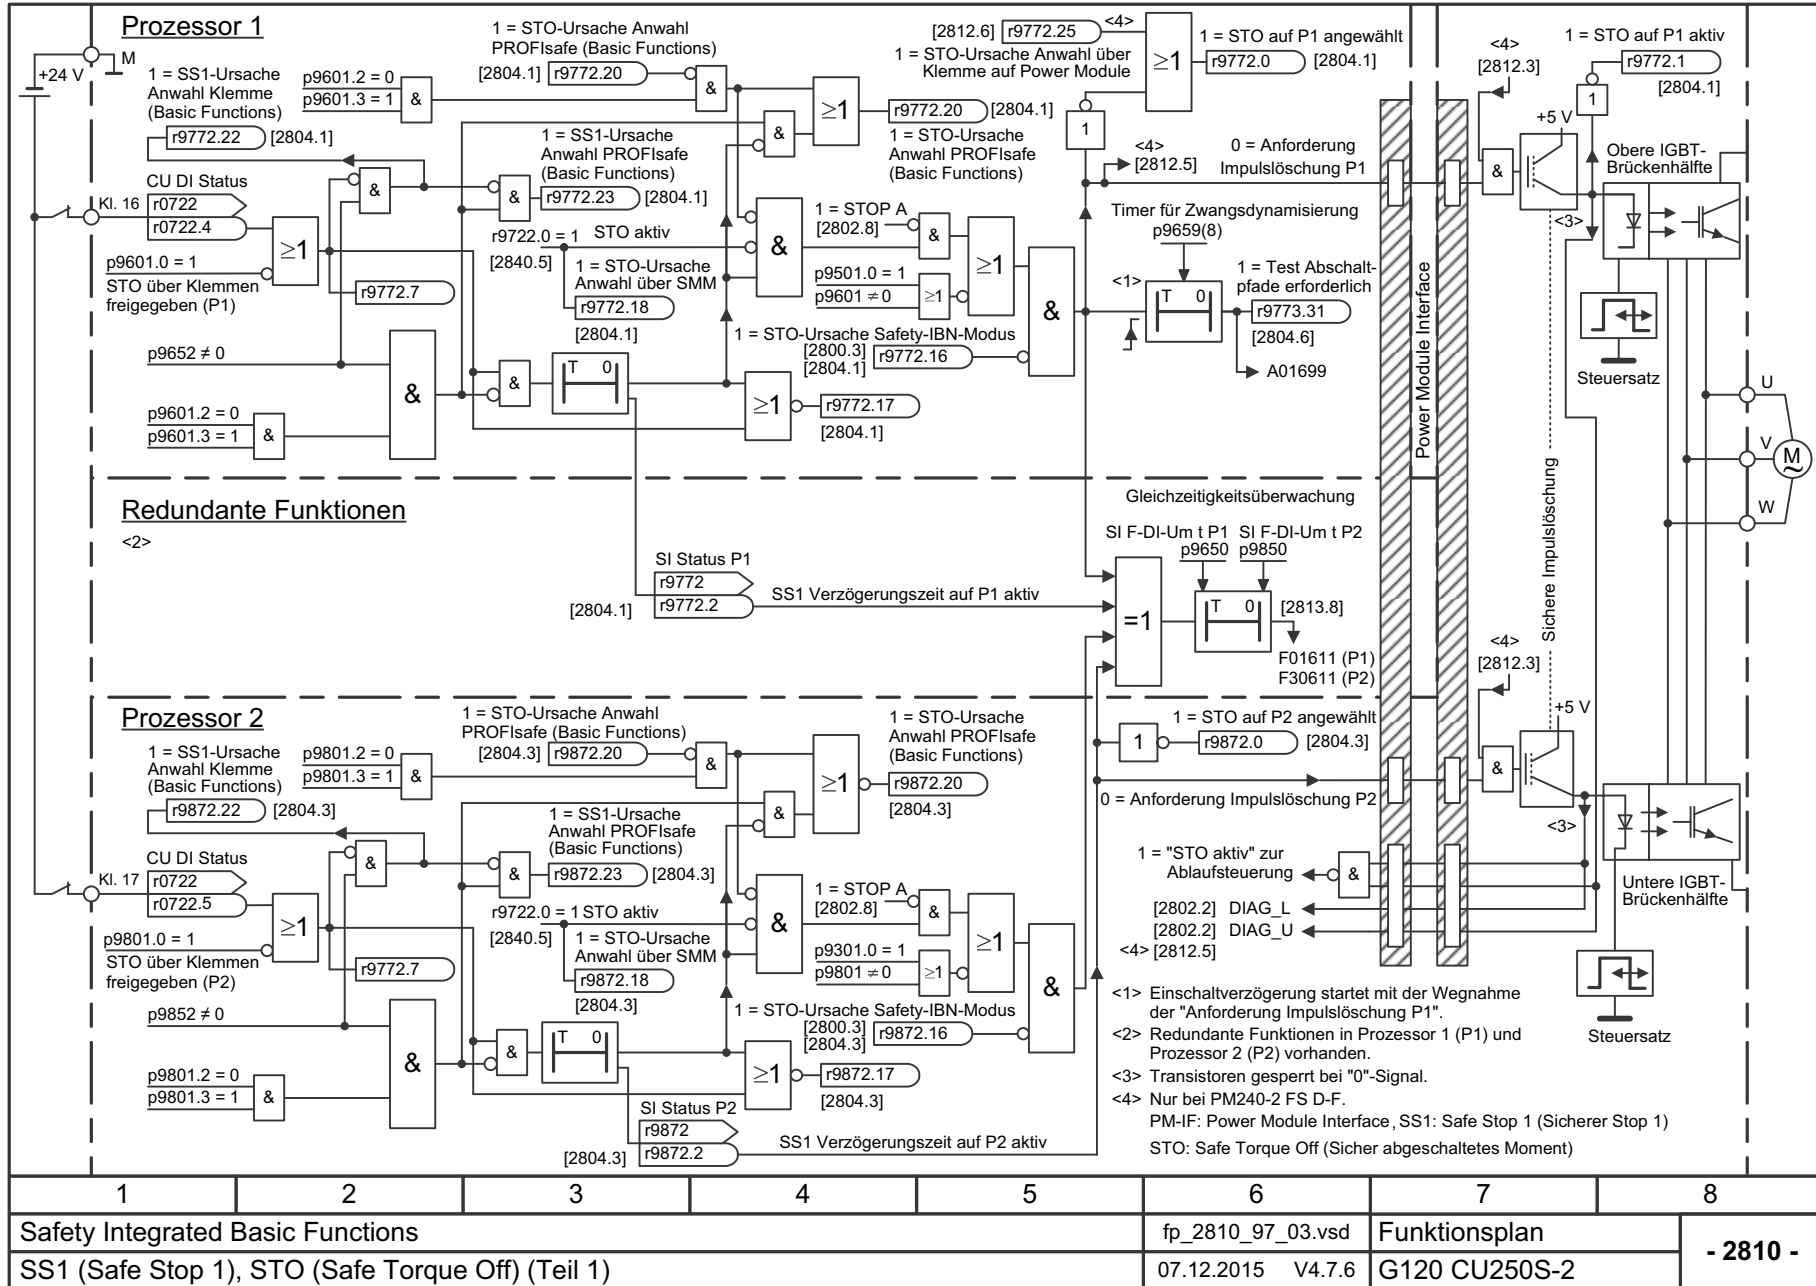 Prozessor 1
M
+24 V
1 = SS1-Ursache
Anwahl Klemme
(Basic Functions)
r9772.22
[2804.1]
p9601.2 = 0
p9601.3 = 1
&
1 = STO-Ursache Anwahl
PROFIsafe (Basic Functions)
[2804.1]
r9772.20
&
≥1
r9772.20
[2804.1]
1 = STO-Ursache
Anwahl PROFIsafe
(Basic Functions)
&
1 = SS1-Ursache
Anwahl PROFIsafe
(Basic Functions)
r9772.23
[2804.1]
&
&
CU DI Status
r0722
r0722.4
Kl. 16
≥1
p9601.0 = 1
STO über Klemmen
freigegeben (P1)
r9772.7
r9722.0 = 1
STO aktiv
[2840.5]
1 = STO-Ursache
Anwahl über SMM
r9772.18
[2804.1]
&
1 = STOP A
[2802.8]
&
p9501.0 = 1
p9601 ≠ 0
≥1
≥1
&
1 = STO-Ursache Safety-IBN-Modus
[2800.3]
[2804.1]
r9772.16
p9652 ≠ 0
&
&
T 0
≥1
r9772.17
[2804.1]
p9601.2 = 0
p9601.3 = 1
&
[2812.6]
r9772.25
<4>
1 = STO-Ursache Anwahl über
Klemme auf Power Module
≥1
1 = STO auf P1 angewählt
r9772.0
[2804.1]
1
<4>
[2812.5]
0 = Anforderung
Impulslöschung P1
Timer für Zwangsdynamisierung
p9659(8)
<1>
T 0
1 = Test Abschalt-
pfade erforderlich
r9773.31
[2804.6]
A01699
Power Module Interface
<4>
[2812.3]
&
+5 V
<3>
1 = STO auf P1 aktiv
r9772.1
[2804.1]
1
Obere IGBT-
Brückenhälfte
Steuersatz
U
V
W
M
~
Sichere Impulslöschung
Redundante Funktionen
<2>
SI Status P1
r9772
r9772.2
[2804.1]
SS1 Verzögerungszeit auf P1 aktiv
Gleichzeitigkeitsüberwachung
SI F-DI-Um t P1
p9650
SI F-DI-Um t P2
p9850
=1
T 0
[2813.8]
F01611 (P1)
F30611 (P2)
Prozessor 2
1 = SS1-Ursache
Anwahl Klemme
(Basic Functions)
r9872.22
[2804.3]
p9801.2 = 0
p9801.3 = 1
&
1 = STO-Ursache Anwahl
PROFIsafe (Basic Functions)
[2804.3]
r9872.20
&
≥1
1 = STO-Ursache
Anwahl PROFIsafe
(Basic Functions)
r9872.20
[2804.3]
&
1 = SS1-Ursache
Anwahl PROFIsafe
(Basic Functions)
r9872.23
[2804.3]
&
&
CU DI Status
r0722
r0722.5
Kl. 17
≥1
p9801.0 = 1
STO über Klemmen
freigegeben (P2)
r9772.7
r9722.0 = 1
STO aktiv
[2840.5]
1 = STO-Ursache
Anwahl über SMM
r9872.18
[2804.3]
&
1 = STOP A
[2802.8]
&
p9301.0 = 1
p9801 ≠ 0
≥1
≥1
&
1 = STO-Ursache Safety-IBN-Modus
[2800.3]
[2804.3]
r9872.16
p9852 ≠ 0
&
&
T 0
≥1
r9872.17
[2804.3]
p9801.2 = 0
p9801.3 = 1
&
SI Status P2
r9872
r9872.2
[2804.3]
SS1 Verzögerungszeit auf P2 aktiv
1
1 = STO auf P2 angewählt
r9872.0
[2804.3]
0 = Anforderung Impulslöschung P2
<4>
[2812.3]
&
+5 V
<3>
1 = "STO aktiv" zur
Ablaufsteuerung
&
[2802.2] DIAG_L
[2802.2] DIAG_U
<4> [2812.5]
Untere IGBT-
Brückenhälfte
Steuersatz
<1> Einschaltverzögerung startet mit der Wegnahme
der "Anforderung Impulslöschung P1".
<2> Redundante Funktionen in Prozessor 1 (P1) und
Prozessor 2 (P2) vorhanden.
<3> Transistoren gesperrt bei "0"-Signal.
<4> Nur bei PM240-2 FS D-F.
PM-IF: Power Module Interface, SS1: Safe Stop 1 (Sicherer Stop 1)
STO: Safe Torque Off (Sicher abgeschaltetes Moment)
1 2 3 4 5 6 7 8
Safety Integrated Basic Functions
fp_2810_97_03.vsd
Funktionsplan
- 2810 -
SS1 (Safe Stop 1), STO (Safe Torque Off) (Teil 1)
07.12.2015 V4.7.6
G120 CU250S-2